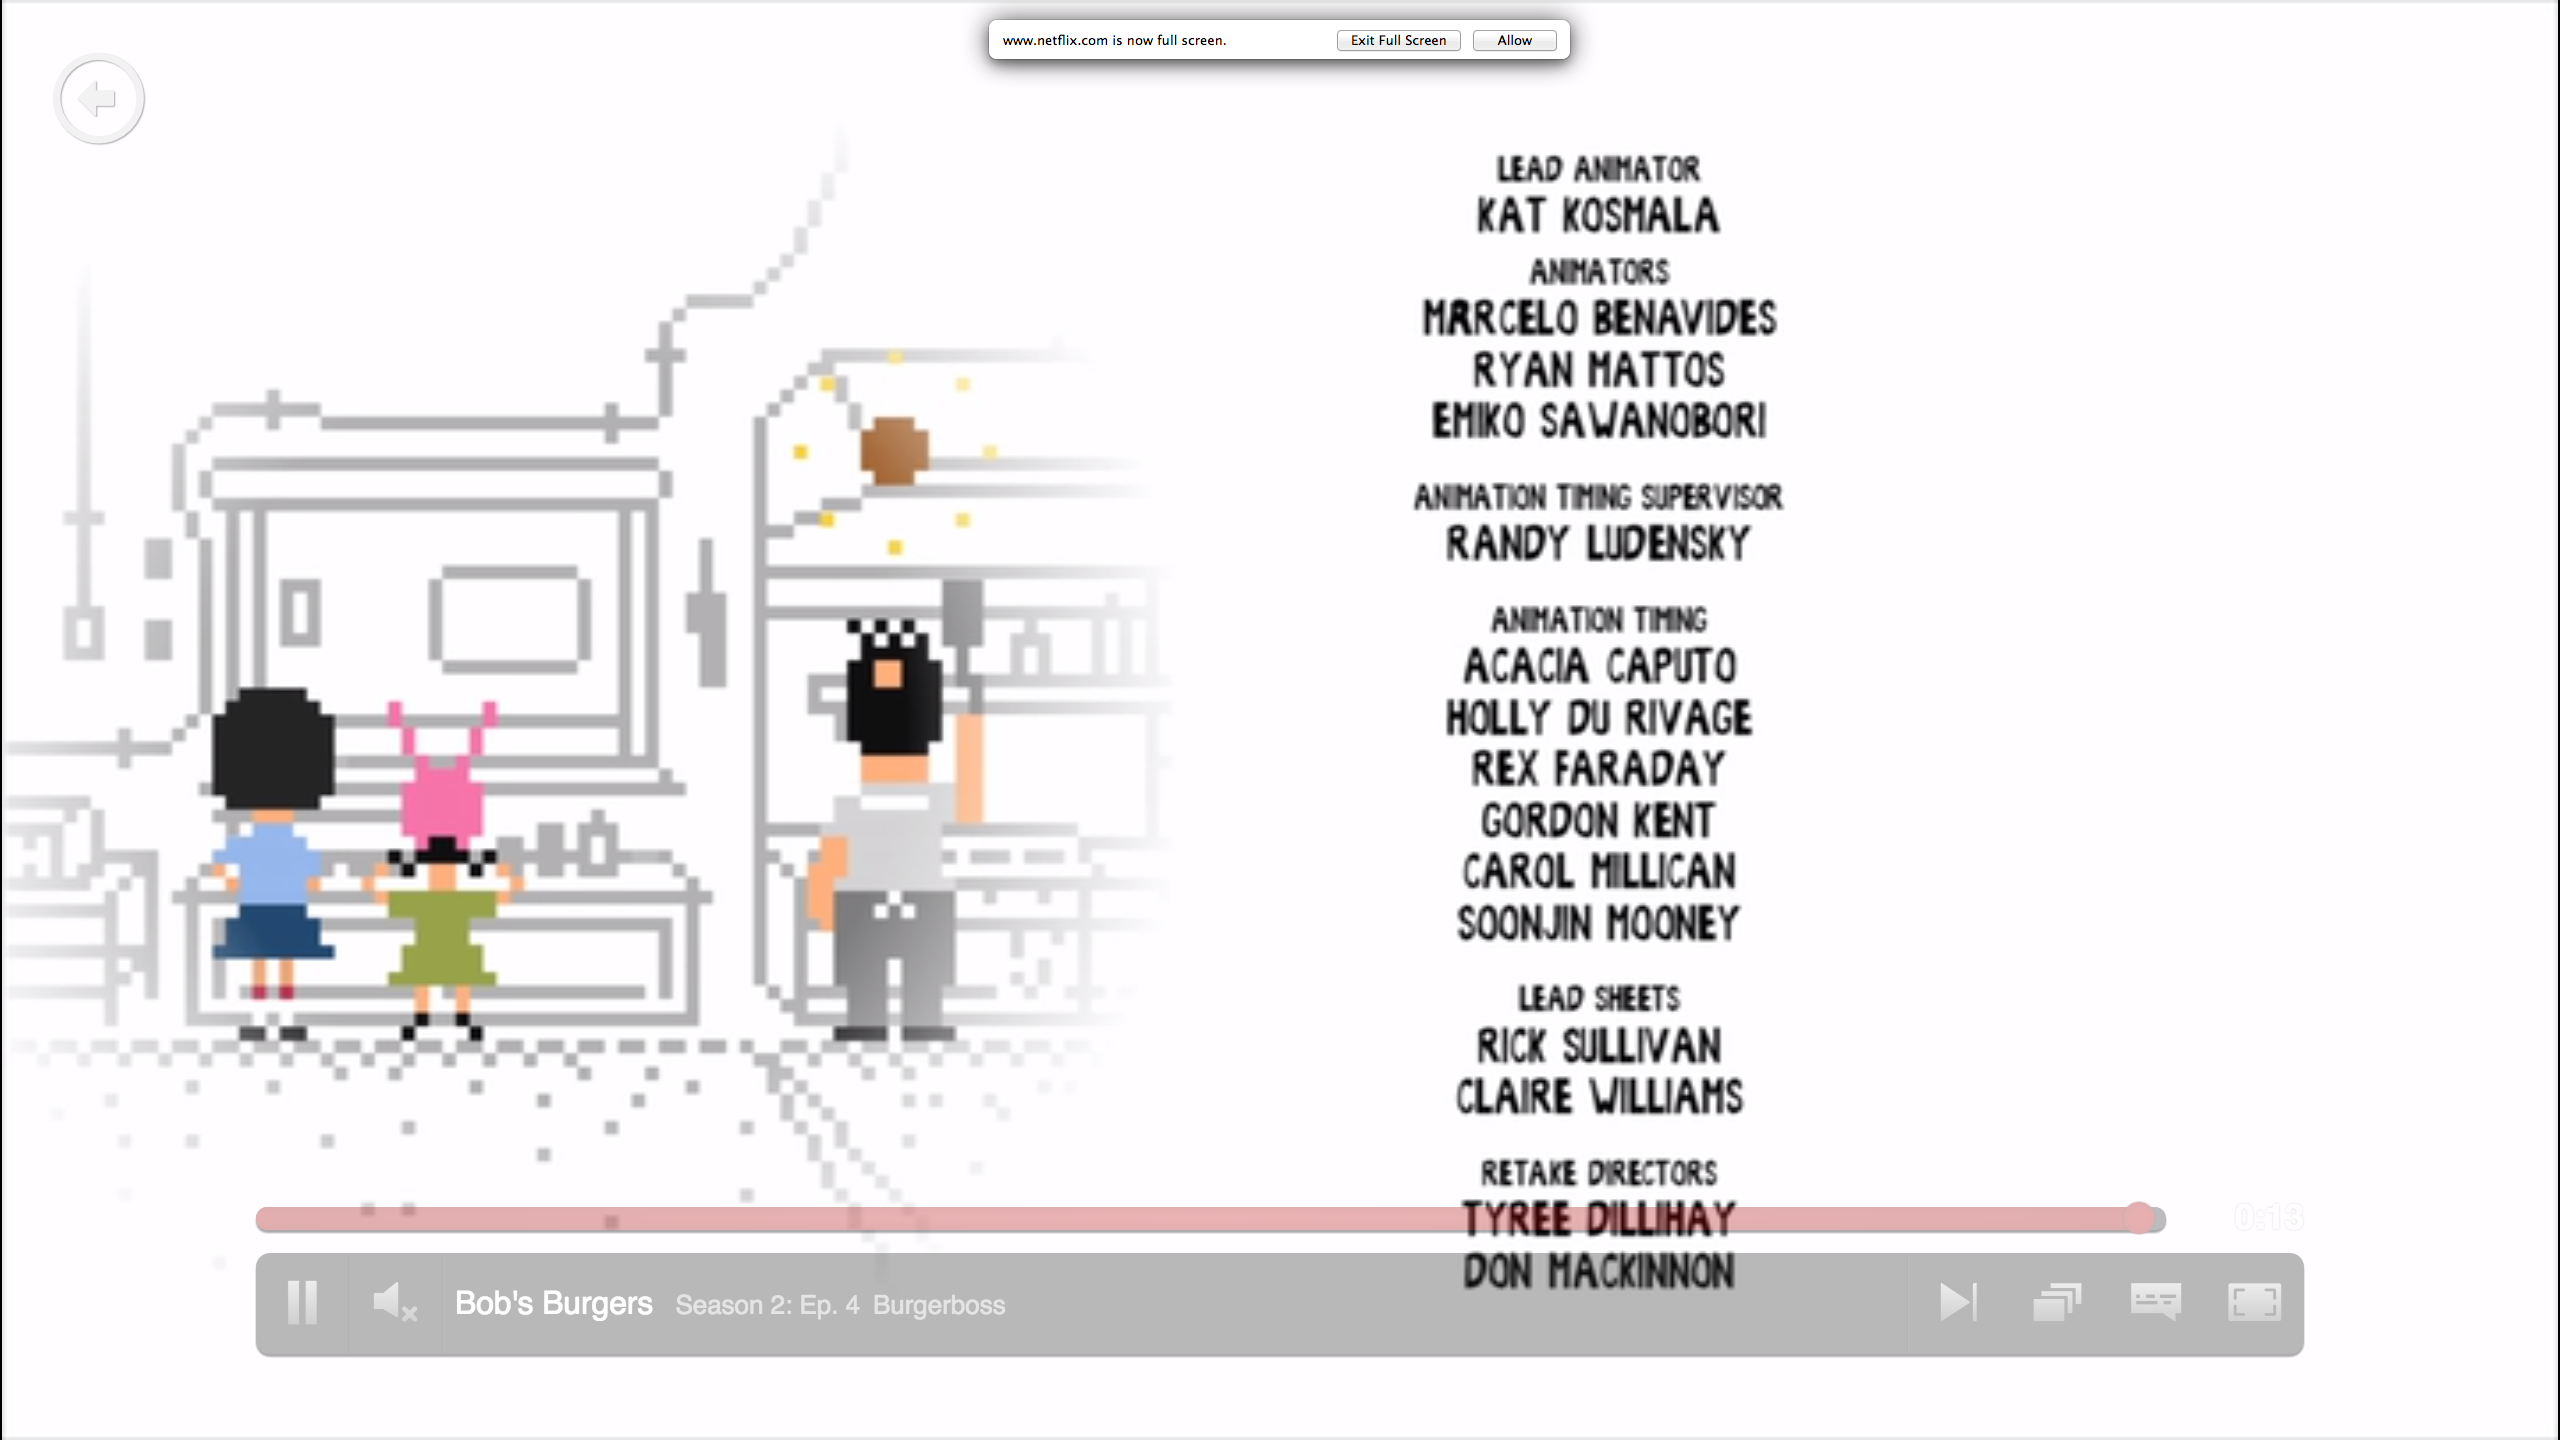 www.netflix.com is now full screen.
Exit Full Screen
Allow
LEAD ANIMATOR
KAT KOSMALA
ANIMATORS
MARCELO BENAVIDES
RYAN MATTOS
EMIKO SAWANOBORI
ANIMATION TIMING SUPERVISOR
RANDY LUDENSKY
ANIMATION TIMING
ACACIA CAPUTO
HOLLY DU RIVAGE
REX FARADAY
GORDON KENT
CAROL MILLICAN
SOONJIN MOONEY
LEAD SHEETS
RICK SULLIVAN
CLAIRE WILLIAMS
RETAKE DIRECTORS
TYREE DILLIHAY
0:13
DON MACKINNON
Bob's Burgers Season 2: Ep. 4 Burgerboss